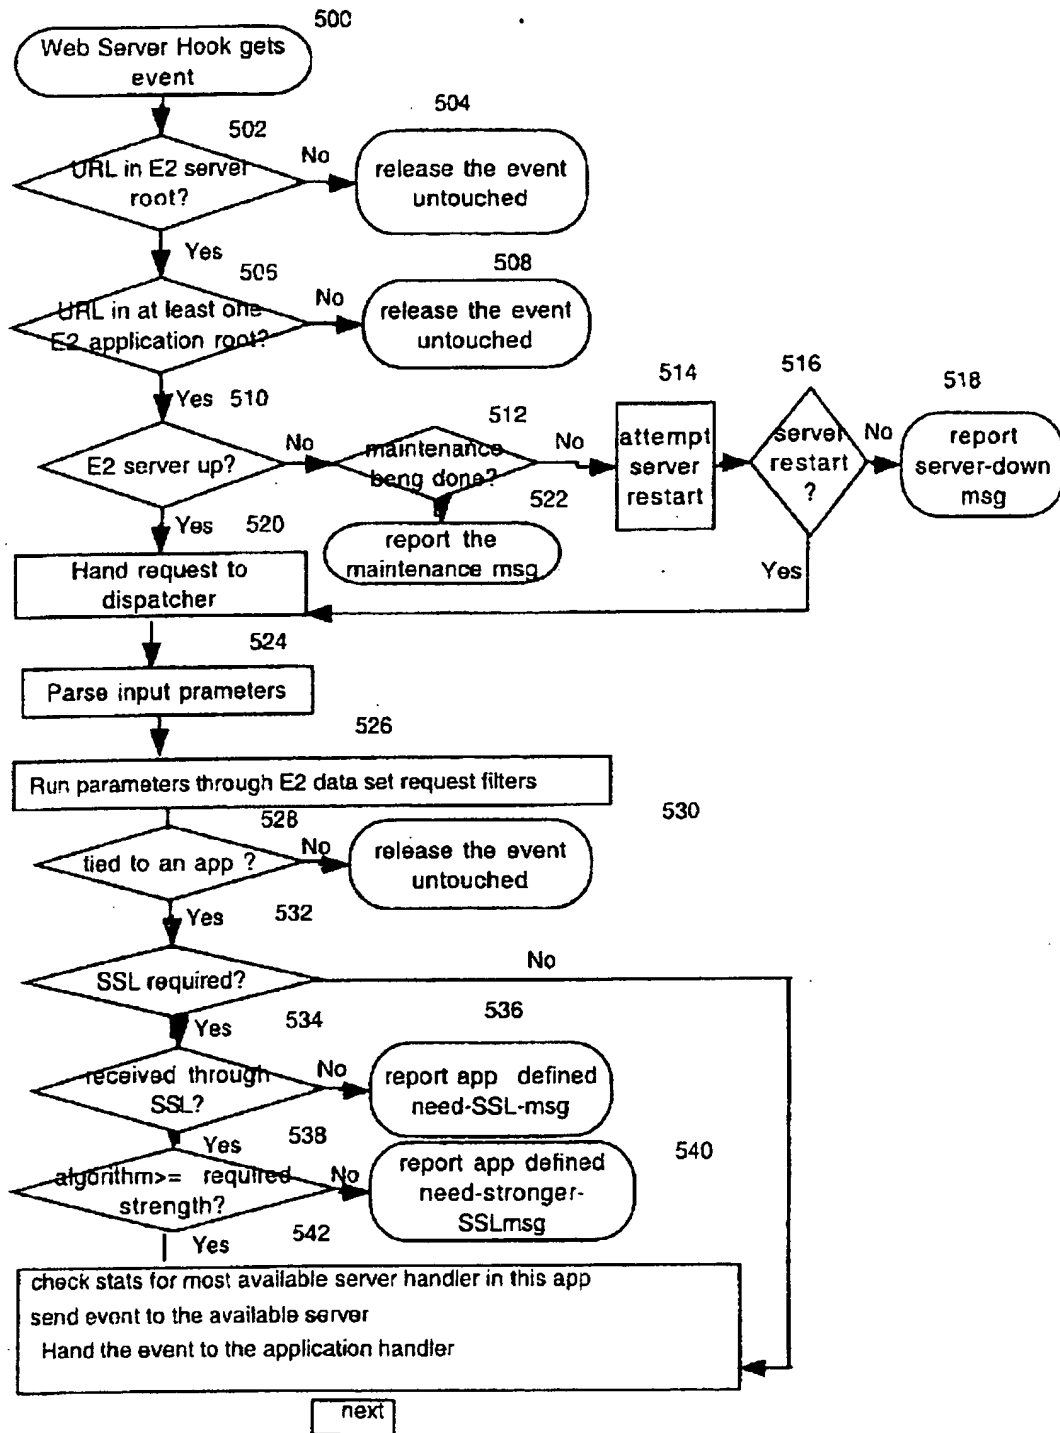 500
Web Server Hook gets
event
502
504
URL in E2 server
root?
No
release the event
untouched
Yes
506
508
URL in at least one
E2 application root?
No
release the event
untouched
Yes
510
512
514
516
518
E2 server up?
No
maintenance
beng done?
No
attempt
server
restart
server
restart
?
No
report
server-down
msg
Yes
520
522
report the
maintenance msg
Yes
Hand request to
dispatcher
524
Parse input prameters
526
Run parameters through E2 data set request filters
528
530
tied to an app ?
No
release the event
untouched
Yes
532
SSL required?
No
Yes
534
536
received through
SSL?
No
report app defined
need-SSL-msg
Yes
538
540
algorithm>= required
strength?
No
report app defined
need-stronger-
SSLmsg
Yes
542
check stats for most available server handler in this app
send event to the available server
Hand the event to the application handler
next